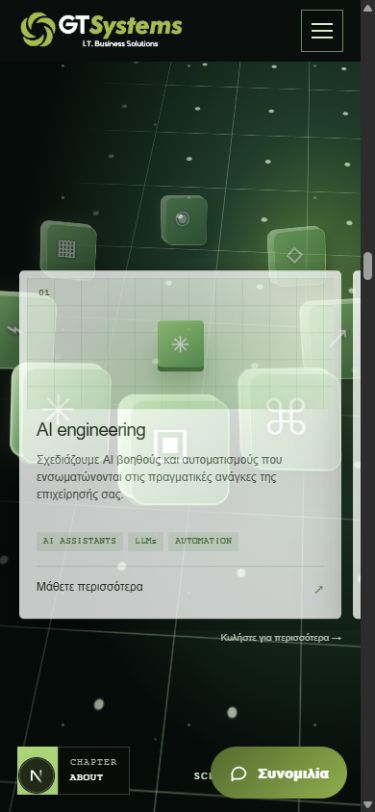 GTSystems
I.T. Business Solutions
01
AI engineering
Σχεδιάζουμε AI βοηθούς και αυτοματισμούς που
ενσωματώνονται στις πραγματικές ανάγκες της
επιχείρησής σας.
AI ASSISTANTS LLMs AUTOMATION
Μάθετε περισσότερα ↗
Κυλήστε για περισσότερα →
N
CHAPTER
ABOUT
Συνομιλία